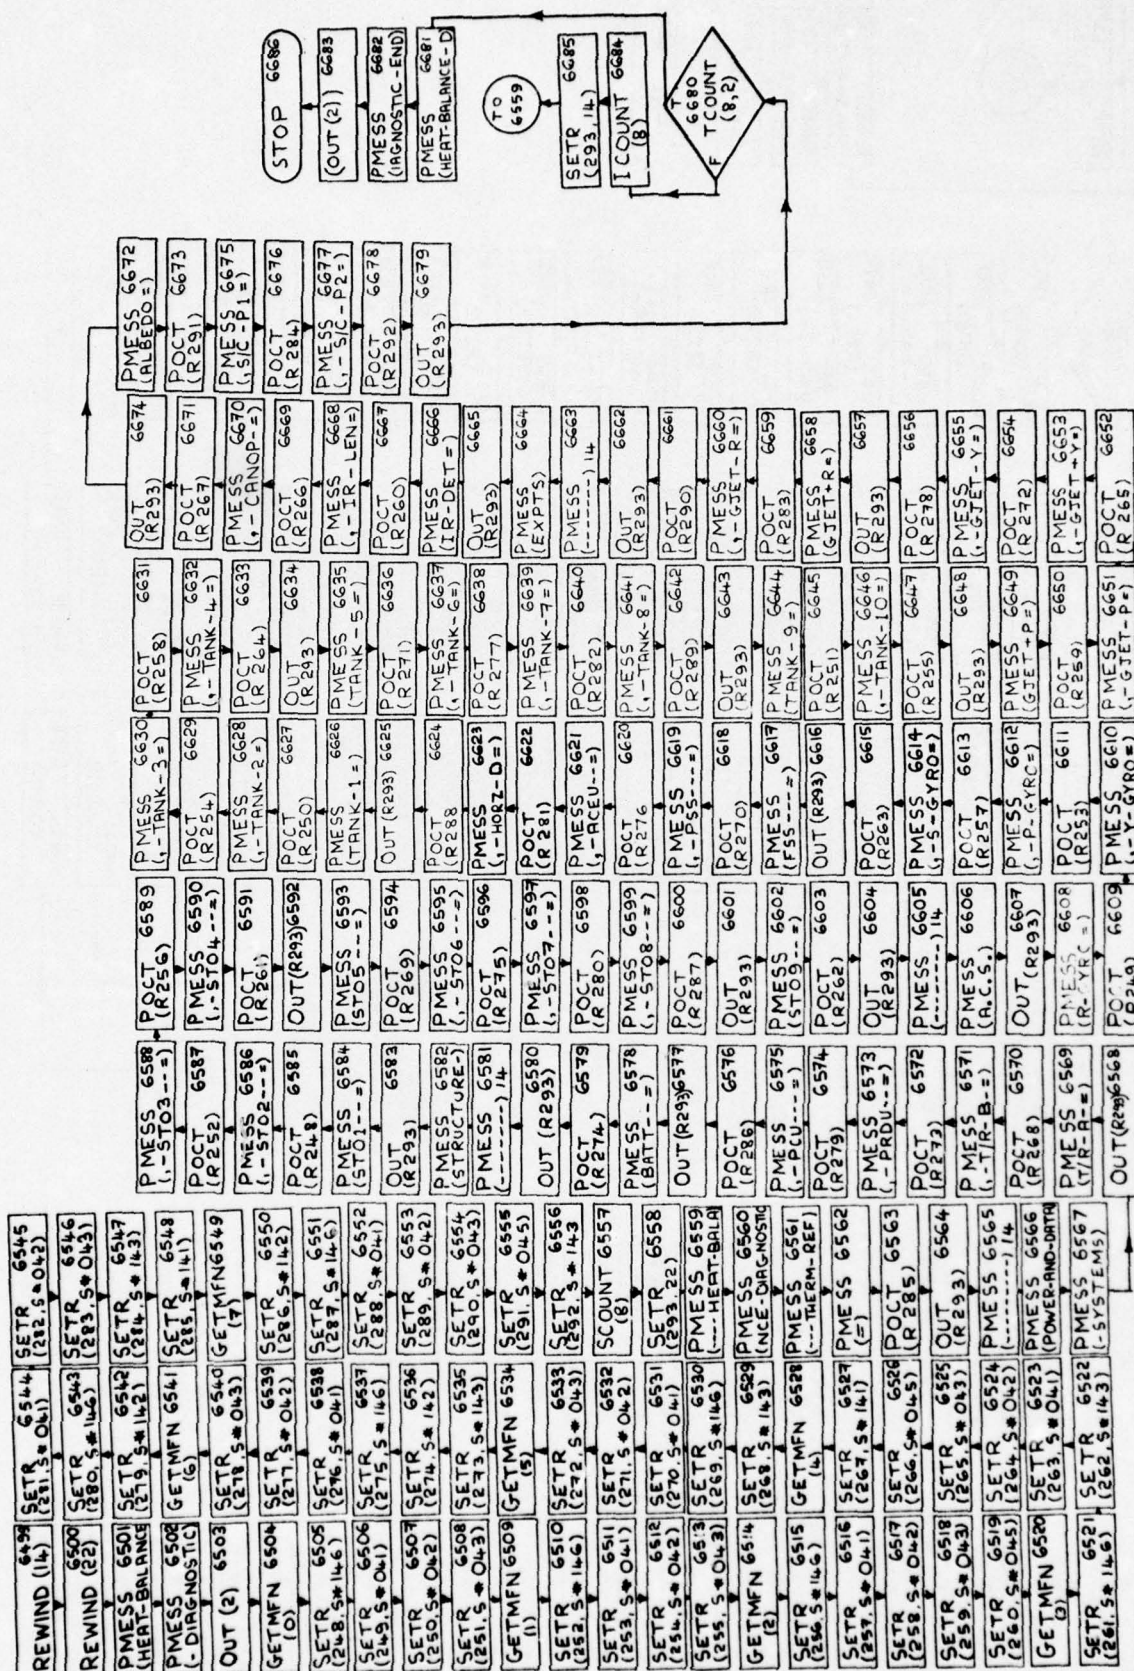 6499
REWIND (14)
6500
REWIND (22)
PMESS 6501
(HEAT-BALANCE
PMESS 6502
(-DIAGNOSTIC)
OUT (2) 6503
GETMFN 6504
(0)
SETR 6505
(248,S*146)
SETR 6506
(249,S*041)
SETR 6507
(250,S*042)
SETR 6508
(251,S*043)
GETMFN 6509
(1)
SETR 6510
(252,S*146)
SETR 6511
(253,S*041)
SETR 6512
(254,S*042)
SETR 6513
(255,S*043)
GETMFN 6514
(2)
SETR 6515
(256,S*146)
SETR 6516
(257,S*041)
SETR 6517
(258,S*042)
SETR 6518
(259,S*043)
SETR 6519
(260,S*045)
GETMFN 6520
(3)
SETR 6521
(261,S*146)
SETR 6522
(262,S*143)
SETR 6523
(263,S*041)
SETR 6524
(264,S*042)
SETR 6525
(265,S*043)
SETR 6526
(266,S*045)
SETR 6527
(267,S*141)
GETMFN 6528
(4)
SETR 6529
(268,S*143)
SETR 6530
(269,S*146)
SETR 6531
(270,S*041)
SETR 6532
(271,S*042)
SETR 6533
(272,S*043)
GETMFN 6534
(5)
SETR 6535
(273,S*143)
SETR 6536
(274,S*142)
SETR 6537
(275,S*146)
SETR 6538
(276,S*041)
SETR 6539
(277,S*042)
SETR 6540
(278,S*043)
GETMFN 6541
(6)
SETR 6542
(279,S*142)
SETR 6543
(280,S*146)
SETR 6544
(281,S*041)
SETR 6545
(282,S*042)
SETR 6546
(283,S*043)
SETR 6547
(284,S*143)
SETR 6548
(285,S*141)
GETMFN 6549
(7)
SETR 6550
(286,S*142)
SETR 6551
(287,S*146)
SETR 6552
(288,S*041)
SETR 6553
(289,S*042)
SETR 6554
(290,S*043)
SETR 6555
(291,S*045)
SETR 6556
(292,S*143
SCOUNT 6557
(8)
SETR 6558
(293,22)
PMESS 6559
(----HEAT-BALA
PMESS 6560
(NCE-DIAGNOSTIC
PMESS 6561
(---THERM-REF)
PMESS 6562
(=)
POCT 6563
(R285)
OUT 6564
(R293)
PMESS 6565
(-------) 14
PMESS 6566
(POWER-AND-DATA)
PMESS 6567
(-SYSTEMS)
OUT (R293) 6568
PMESS 6569
(T/R-A-=)
POCT 6570
(R268)
PMESS 6571
(,-T/R-B-=)
POCT 6572
(R273)
PMESS 6573
(,-PRDU--=)
POCT 6574
(R279)
PMESS 6575
(,-PCU---=)
POCT 6576
(R286)
OUT (R293) 6577
PMESS 6578
(BATT---=)
POCT 6579
(R274)
OUT (R293) 6580
PMESS 6581
(-------) 14
PMESS 6582
(STRUCTURE-)
OUT 6583
(R293)
PMESS 6584
(STO1---=)
POCT 6585
(R248)
PMESS 6586
(,-STO2--=)
POCT 6587
(R252)
PMESS 6588
(,-STO3---=)
POCT 6589
(R256)
PMESS 6590
(,-STO4---=)
POCT 6591
(R261)
OUT (R293) 6592
PMESS 6593
(STO5---=)
POCT 6594
(R269)
PMESS 6595
(,-STO6---=)
POCT 6596
(R275)
PMESS 6597
(,-STO7---=)
POCT 6598
(R280)
PMESS 6599
(,-STO8---=)
POCT 6600
(R287)
OUT 6601
(R293)
PMESS 6602
(STO9---=)
POCT 6603
(R262)
OUT 6604
(R293)
PMESS 6605
(-------) 14
PMESS 6606
(A.C.S.)
OUT 6607
(R293)
PMESS 6608
(R-GYRC=)
POCT 6609
(R249)
PMESS 6610
(,-Y-GYRO=)
POCT 6611
(R253)
PMESS 6612
(,-P-GYRC=)
POCT 6613
(R257)
PMESS 6614
(,-S-GYRO=)
POCT 6615
(R263)
OUT (R293) 6616
PMESS 6617
(FSS----=)
POCT 6618
(R270)
PMESS 6619
(,-PSS---=)
POCT 6620
(R276
PMESS 6621
(,-ACEU--=)
POCT 6622
(R281)
PMESS 6623
(,-HORZ-D=)
POCT 6624
(R288
OUT (R293) 6625
PMESS 6626
(TANK-1=)
POCT 6627
(R250)
PMESS 6628
(,-TANK-2=)
POCT 6629
(R254)
PMESS 6630
(,-TANK-3=)
POCT 6631
(R258)
PMESS 6632
(,-TANK-4=)
POCT 6633
(R264)
OUT 6634
(R293)
PMESS 6635
(TANK-5=)
POCT 6636
(R271)
PMESS 6637
(,-TANK-6=)
POCT 6638
(R277)
PMESS 6639
(,-TANK-7=)
POCT 6640
(R282)
PMESS 6641
(,-TANK-8=)
POCT 6642
(R289)
OUT 6643
(R293)
PMESS 6644
(TANK-9=)
POCT 6645
(R251)
PMESS 6646
(,-TANK-10=)
POCT 6647
(R255)
OUT 6648
(R293)
PMESS 6649
(GJET+P=)
POCT 6650
(R259)
PMESS 6651
(,-GJET-P=)
POCT 6652
(R265)
PMESS 6653
(,-GJET+Y=)
POCT 6654
(R272)
PMESS 6655
(,-GJET-Y=)
POCT 6656
(R278)
OUT 6657
(R293)
PMESS 6658
(GJET+R=)
POCT 6659
(R283)
PMESS 6660
(,-GJET-R=)
POCT 6661
(R290)
OUT 6662
(R293)
PMESS 6663
(------) 14
PMESS 6664
(EXPTS)
OUT 6665
(R293)
PMESS 6666
(IR-DET=)
POCT 6667
(R260)
PMESS 6668
(,-IR-LEN=)
POCT 6669
(R266)
PMESS 6670
(,-CANOP-=)
POCT 6671
(R267)
OUT 6674
(R293)
PMESS 6672
(ALBEDO=)
POCT 6673
(R291)
PMESS 6675
(,S/C-P1=)
POCT 6676
(R284)
PMESS 6677
(,-S/C-P2=)
POCT 6678
(R292)
OUT 6679
(R293)
T
6680
TCOUNT
(8,2)
F
ICOUNT 6684
(8)
SETR 6685
(293,14)
TO
6559
PMESS 6681
(HEAT-BALANCE-D)
PMESS 6682
(IAGNOSTIC-END)
6683
(OUT (2))
STOP 6686